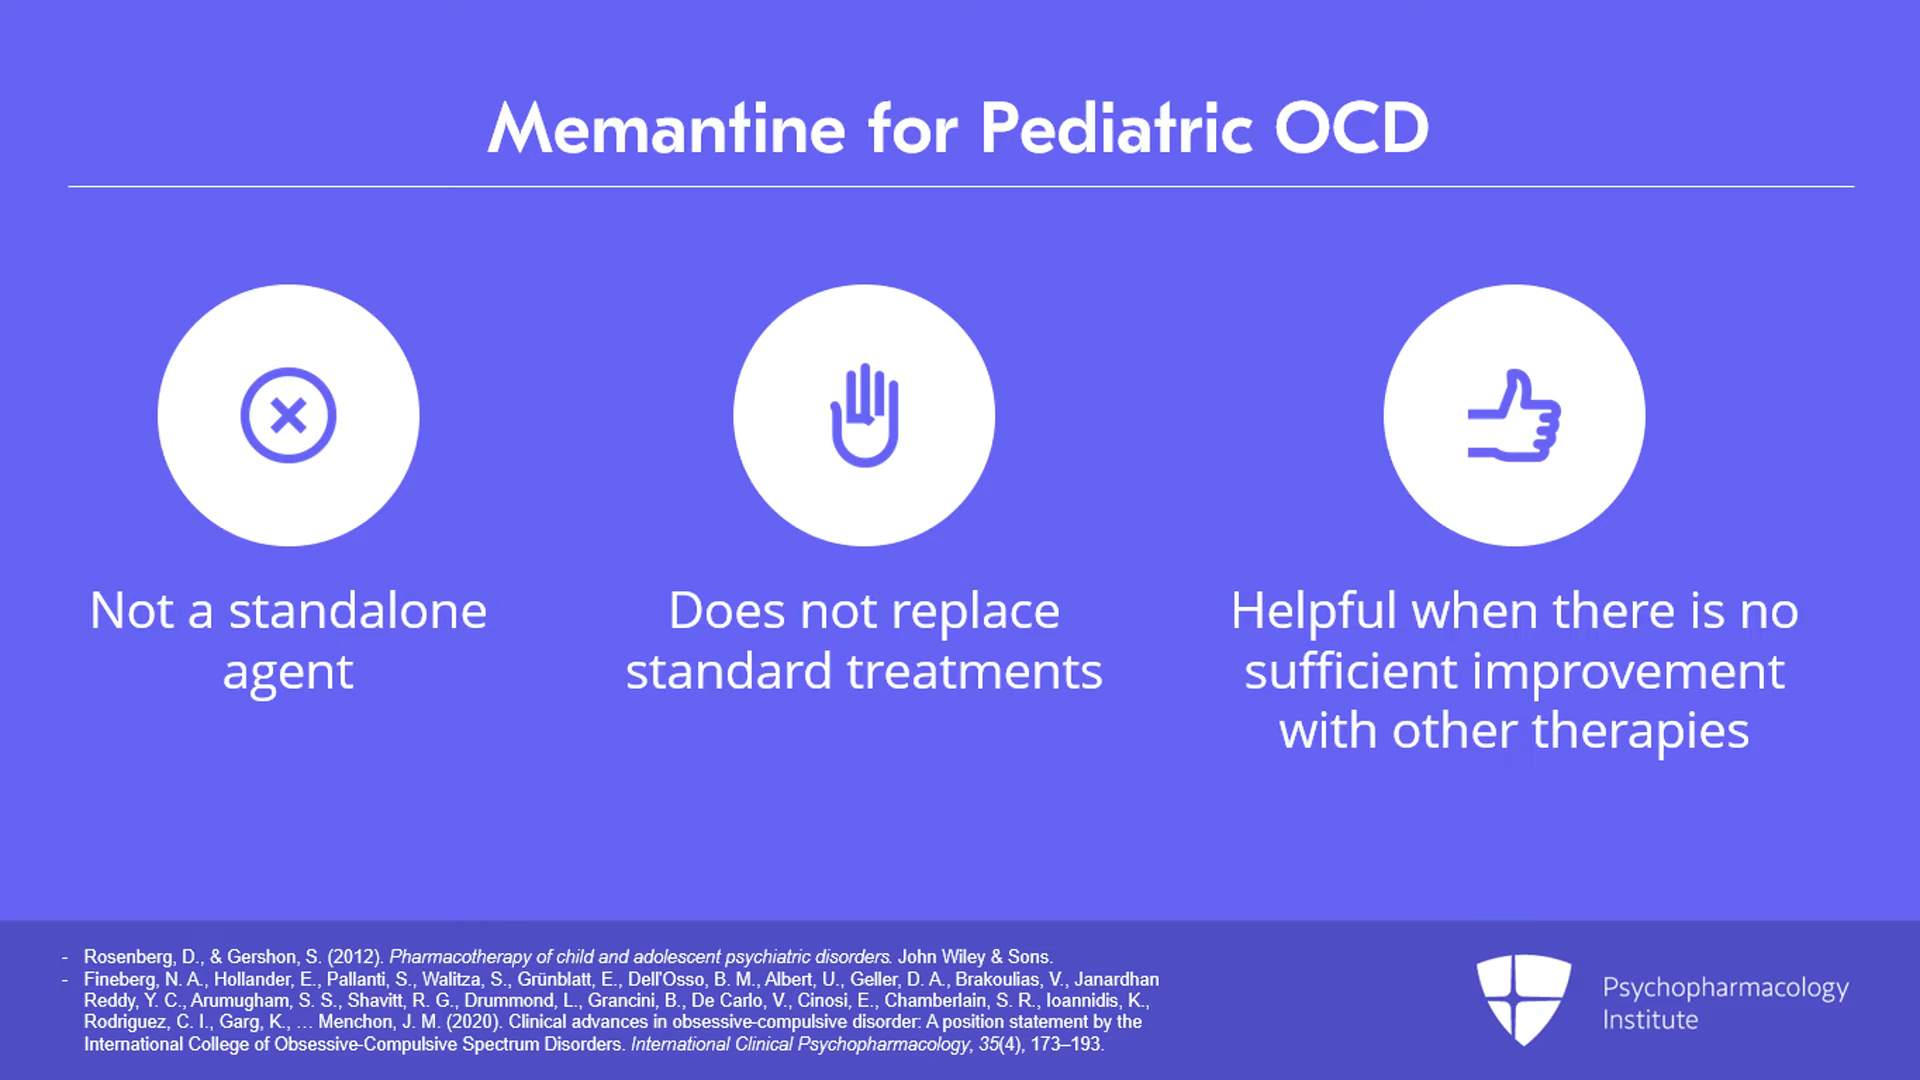 Memantine for Pediatric OCD
Not a standalone
agent
Does not replace
standard treatments
Helpful when there is no
sufficient improvement
with other therapies
- Rosenberg, D., & Gershon, S. (2012). Pharmacotherapy of child and adolescent psychiatric disorders. John Wiley & Sons.
- Fineberg, N. A., Hollander, E., Pallanti, S., Walitza, S., Grünblatt, E., Dell'Osso, B. M., Albert, U., Geller, D. A., Brakoulias, V., Janardhan
Reddy, Y. C., Arumugham, S. S., Shavitt, R. G., Drummond, L., Grancini, B., De Carlo, V., Cinosi, E., Chamberlain, S. R., Ioannidis, K.,
Rodriguez, C. I., Garg, K., … Menchon, J. M. (2020). Clinical advances in obsessive-compulsive disorder: A position statement by the
International College of Obsessive-Compulsive Spectrum Disorders. International Clinical Psychopharmacology, 35(4), 173–193.
Psychopharmacology
Institute